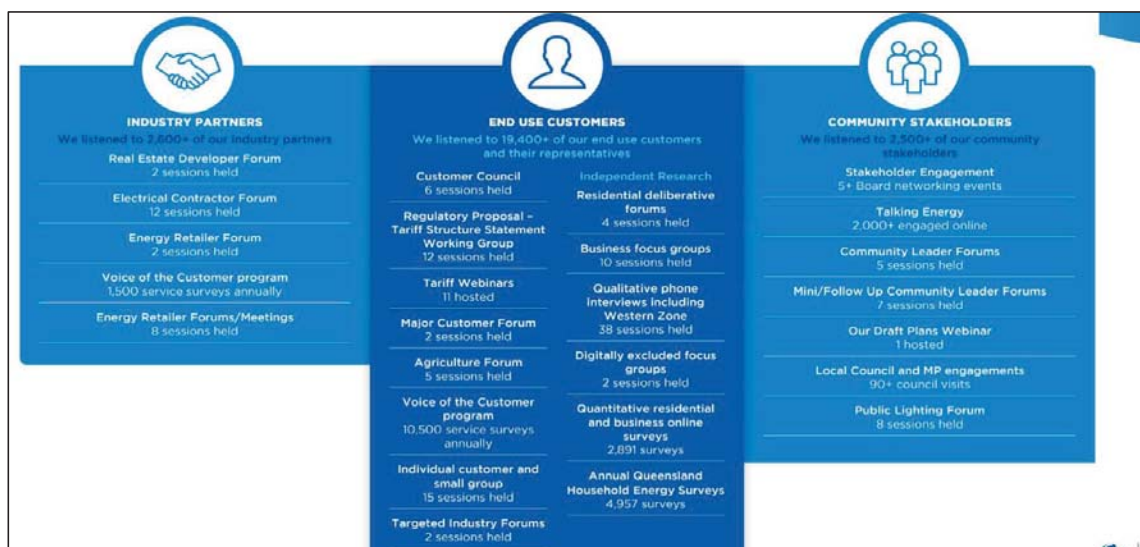 INDUSTRY PARTNERS
We listened to 2,600+ of our industry partners
Real Estate Developer Forum
2 sessions held
Electrical Contractor Forum
12 sessions held
Energy Retailer Forum
2 sessions held
Voice of the Customer program
1,500 service surveys annually
Energy Retailer Forums/Meetings
8 sessions held
END USE CUSTOMERS
We listened to 19,400+ of our end use customers
and their representatives
Customer Council
6 sessions held
Regulatory Proposal –
Tariff Structure Statement
Working Group
12 sessions held
Tariff Webinars
11 hosted
Major Customer Forum
2 sessions held
Agriculture Forum
5 sessions held
Voice of the Customer
program
10,500 service surveys
annually
Individual customer and
small group
15 sessions held
Targeted Industry Forums
2 sessions held
Independent Research
Residential deliberative
forums
4 sessions held
Business focus groups
10 sessions held
Qualitative phone
interviews including
Western Zone
38 sessions held
Digitally excluded focus
groups
2 sessions held
Quantitative residential
and business online
surveys
2,891 surveys
Annual Queensland
Household Energy Surveys
4,957 surveys
COMMUNITY STAKEHOLDERS
We listened to 2,500+ of our community
stakeholders
Stakeholder Engagement
5+ Board networking events
Talking Energy
2,000+ engaged online
Community Leader Forums
5 sessions held
Mini/Follow Up Community Leader Forums
7 sessions held
Our Draft Plans Webinar
1 hosted
Local Council and MP engagements
90+ council visits
Public Lighting Forum
8 sessions held